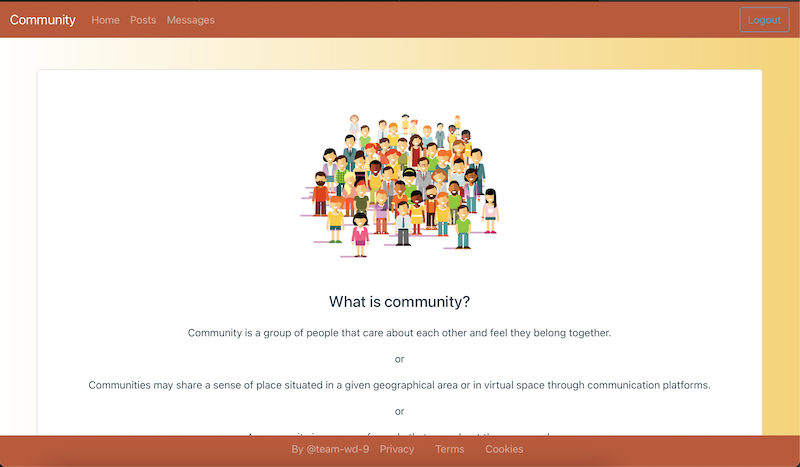 Community Home Posts Messages Logout
What is community?
Community is a group of people that care about each other and feel they belong together.
or
Communities may share a sense of place situated in a given geographical area or in virtual space through communication platforms.
or
By @team-wd-9 Privacy Terms Cookies